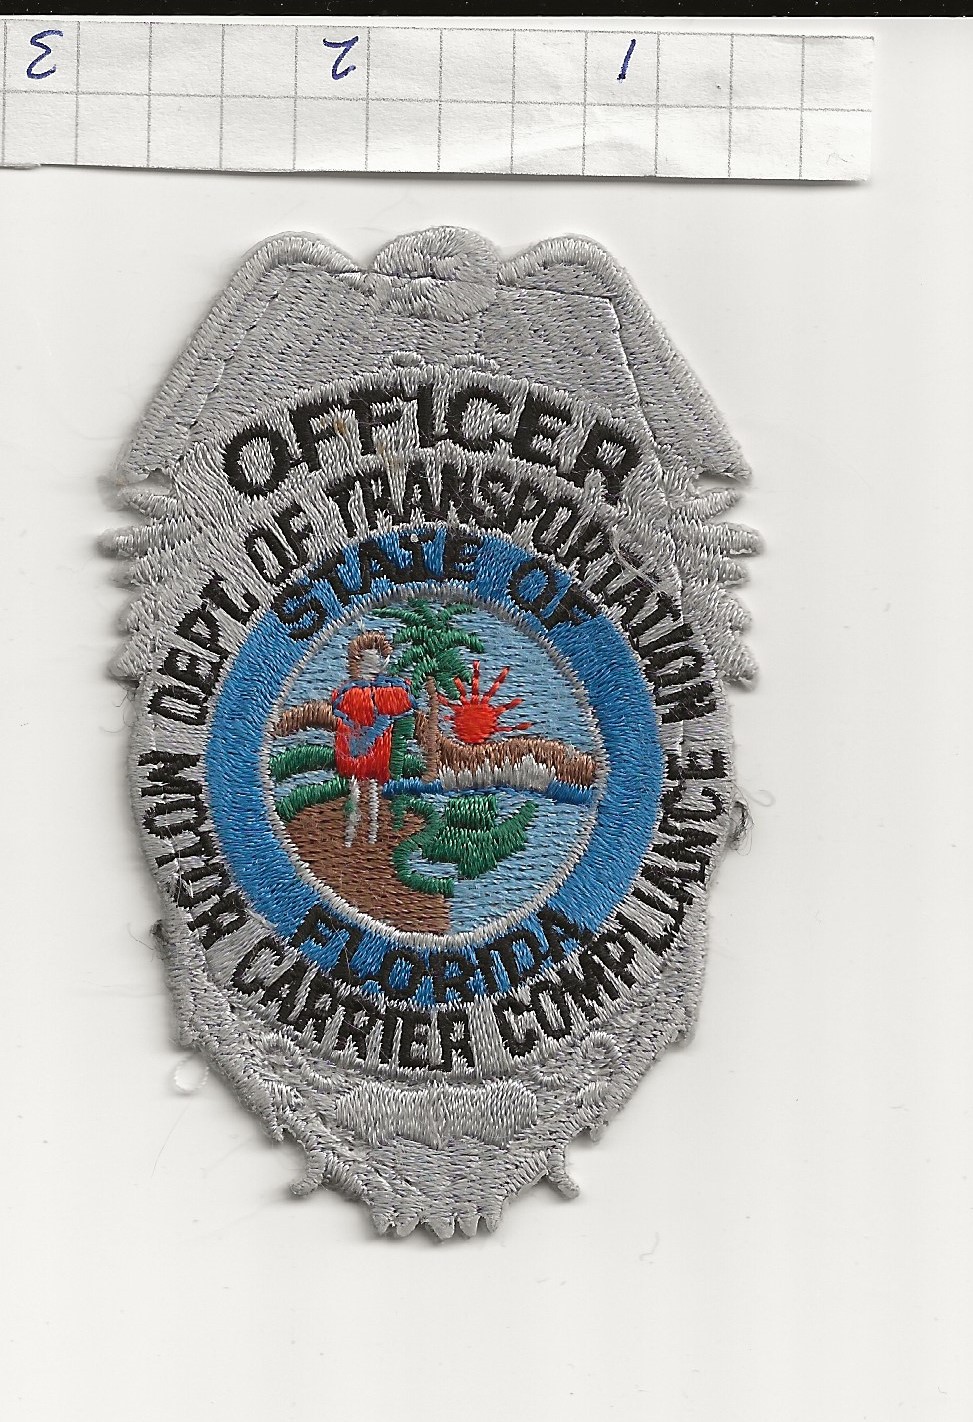 3 2 1
OFFICER
DEPT. OF TRANSPORTATION
STATE OF
FLORIDA
MOTOR CARRIER COMPLIANCE